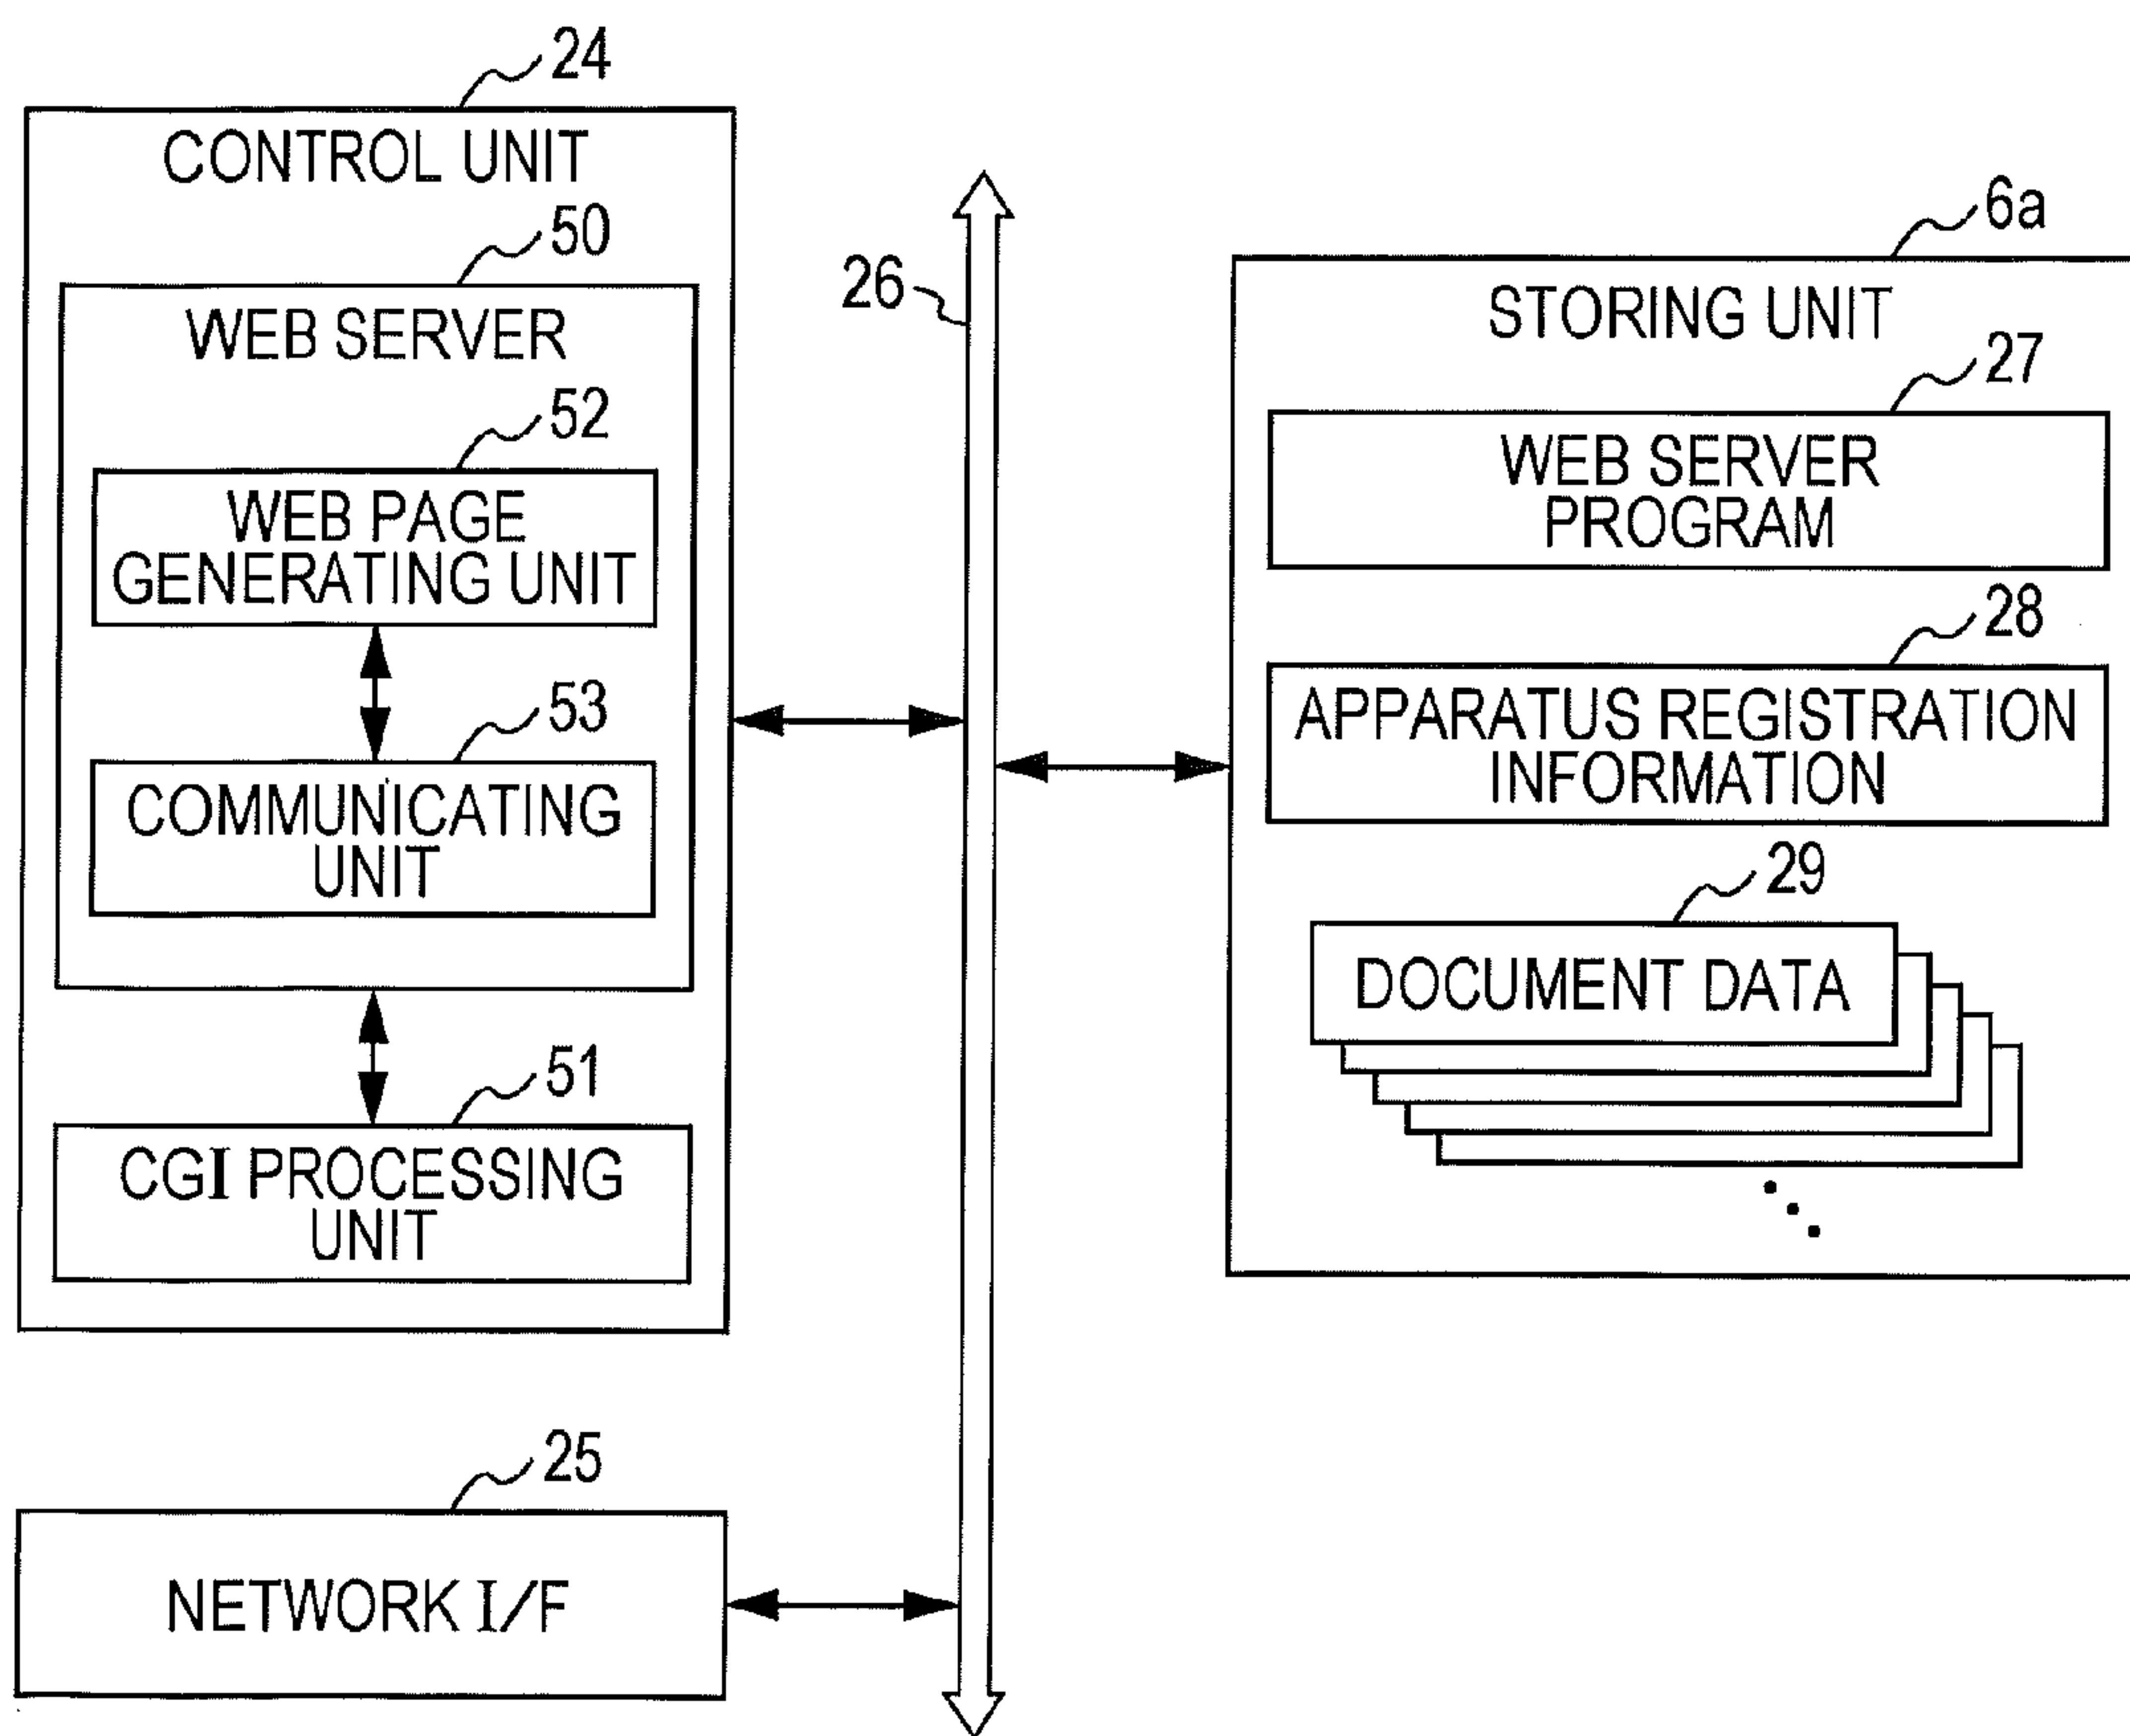 24
CONTROL UNIT
50
WEB SERVER
52
WEB PAGE
GENERATING UNIT
53
COMMUNICATING
UNIT
51
CGI PROCESSING
UNIT
25
NETWORK I/F
26
6a
STORING UNIT
27
WEB SERVER
PROGRAM
28
APPARATUS REGISTRATION
INFORMATION
29
DOCUMENT DATA